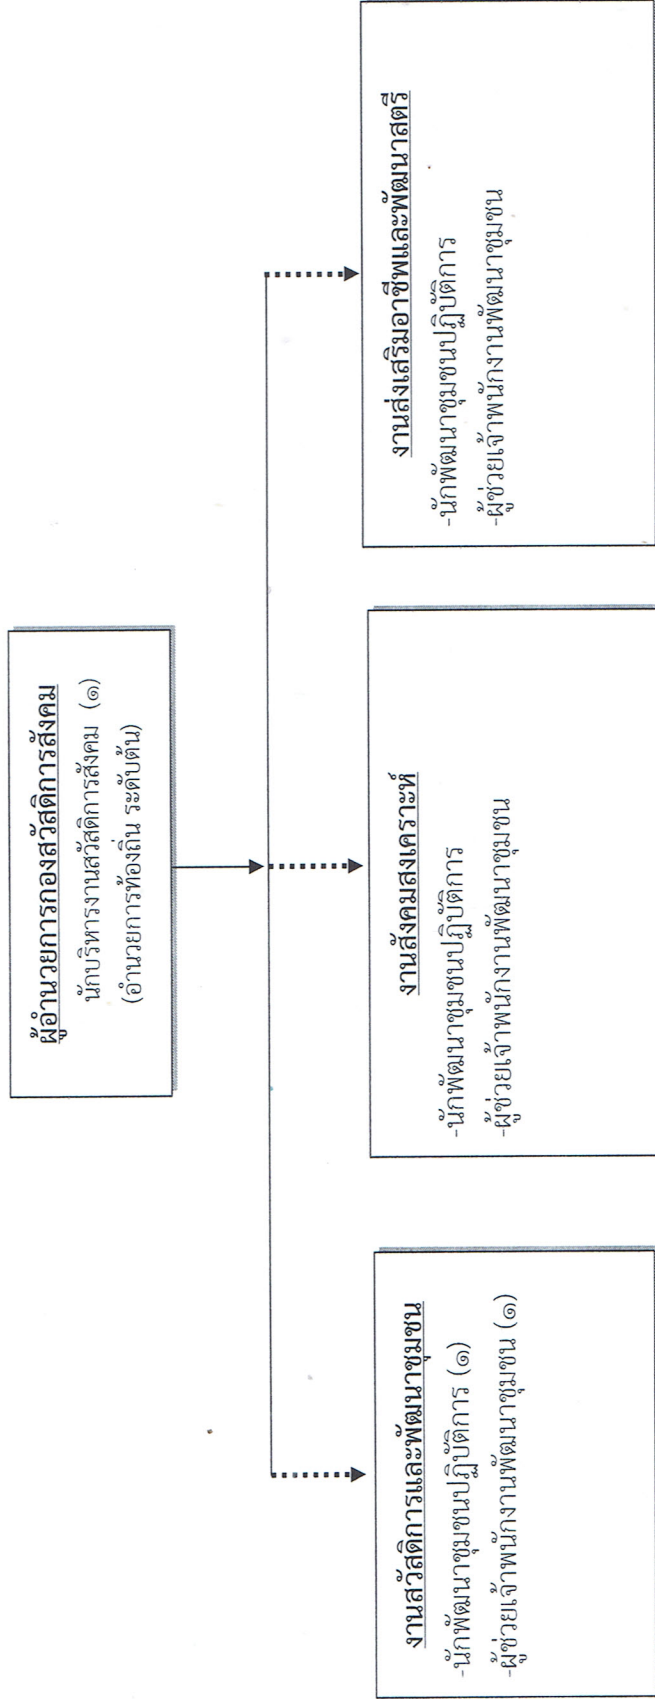 ผู้อำนวยการกองสวัสดิการสังคม
นักบริหารงานสวัสดิการสังคม (๑)
(อำนวยการท้องถิ่น ระดับต้น)
งานสวัสดิการและพัฒนาชุมชน
-นักพัฒนาชุมชนปฏิบัติการ (๑)
-ผู้ช่วยเจ้าพนักงานพัฒนาชุมชน (๑)
งานสังคมสงเคราะห์
-นักพัฒนาชุมชนปฏิบัติการ
-ผู้ช่วยเจ้าพนักงานพัฒนาชุมชน
งานส่งเสริมอาชีพและพัฒนาสตรี
-นักพัฒนาชุมชนปฏิบัติการ
-ผู้ช่วยเจ้าพนักงานพัฒนาชุมชน